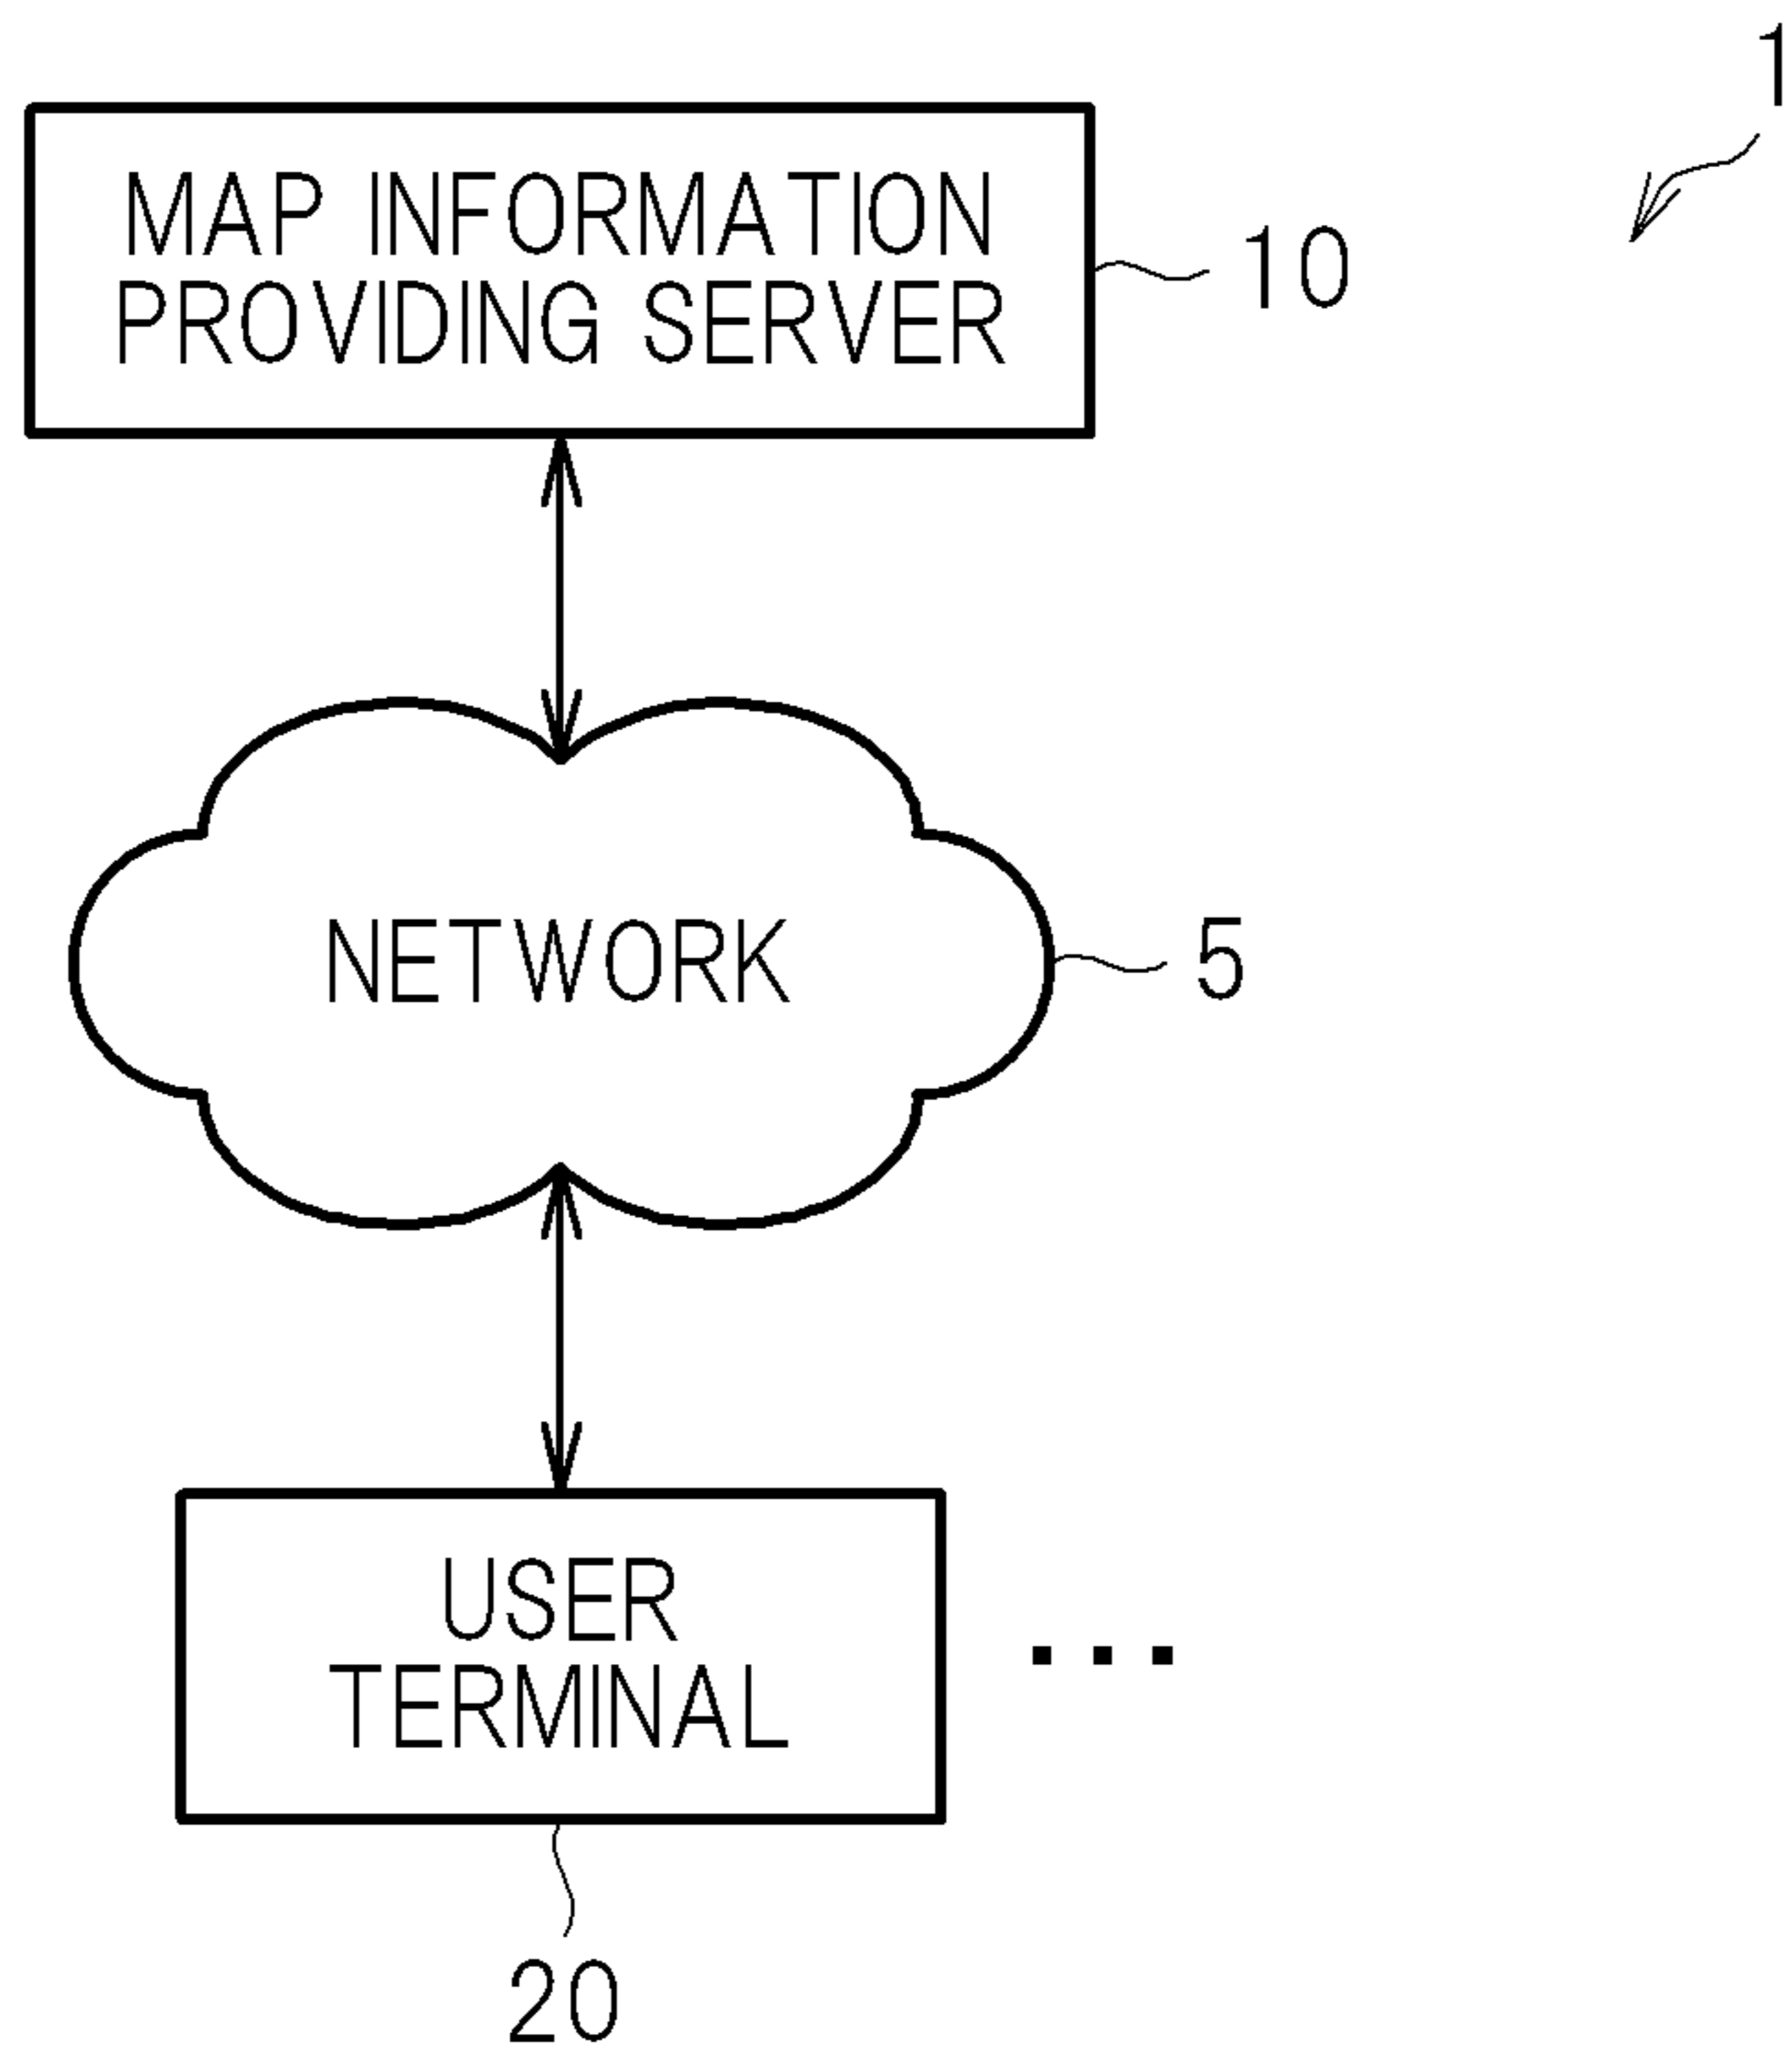 1
MAP INFORMATION
PROVIDING SERVER
10
NETWORK
5
USER
TERMINAL
...
20